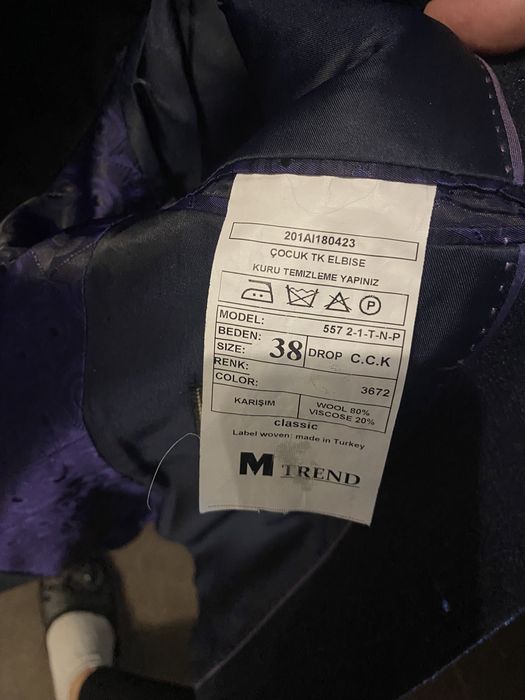 201AI180423
ÇOCUK TK ELBISE
KURU TEMIZLEME YAPINIZ
P
MODEL: 557 2-1-T-N-P
BEDEN:
SIZE: 38 DROP C.C.K
RENK:
COLOR: 3672
KARIŞIM WOOL 80%
VISCOSE 20%
classic
Label woven: made in Turkey
M TREND